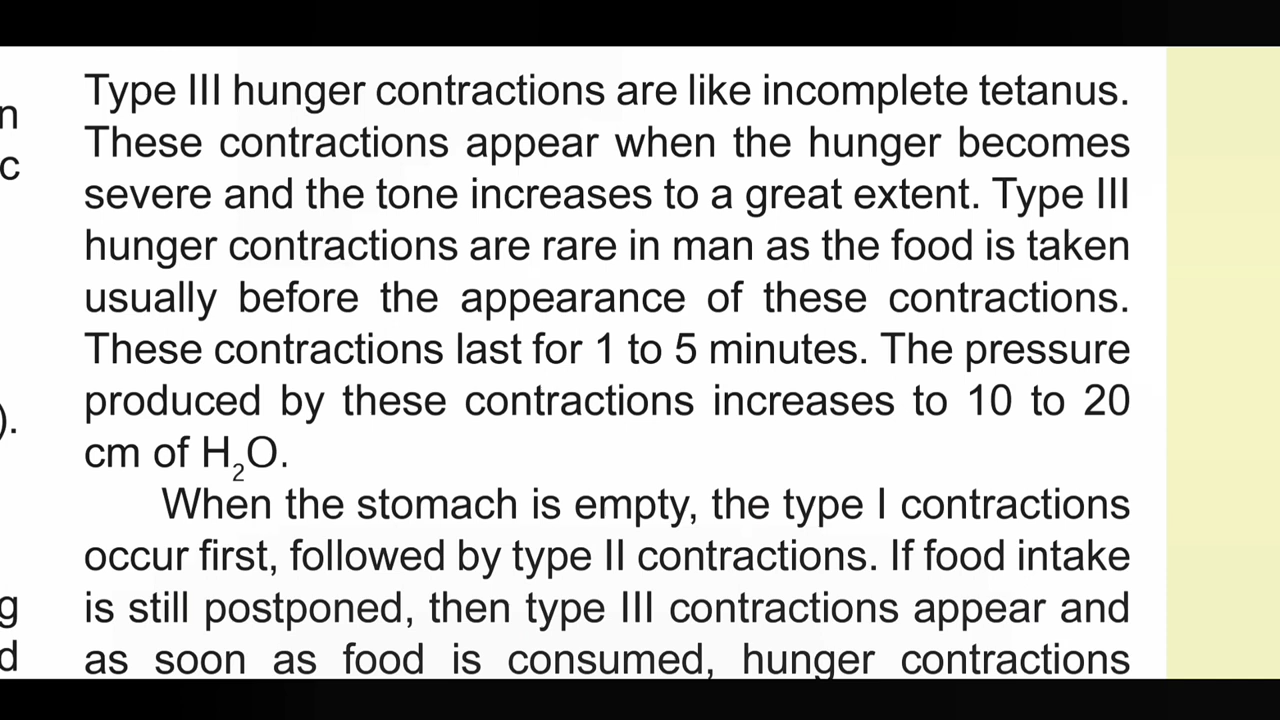 Type III hunger contractions are like incomplete tetanus.
These contractions appear when the hunger becomes
severe and the tone increases to a great extent. Type III
hunger contractions are rare in man as the food is taken
usually before the appearance of these contractions.
These contractions last for 1 to 5 minutes. The pressure
produced by these contractions increases to 10 to 20
cm of H₂O.
When the stomach is empty, the type I contractions
occur first, followed by type II contractions. If food intake
is still postponed, then type III contractions appear and
as soon as food is consumed, hunger contractions